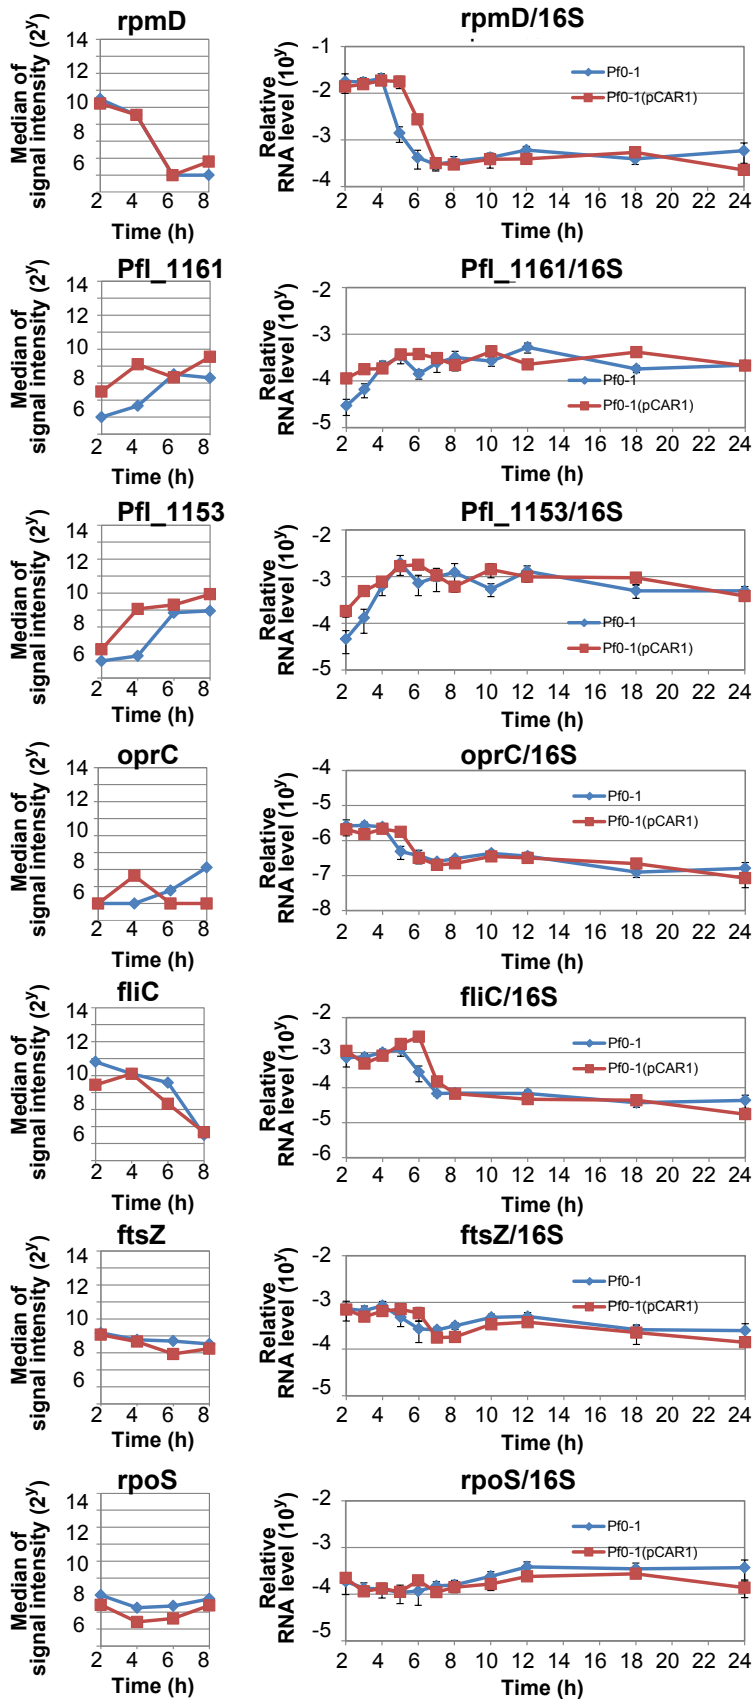 rpmD
Median of
signal intensity (2^y)
14
12
10
8
6
2 4 6 8
Time (h)
rpmD/16S
Relative
RNA level (10^y)
-1
-2
-3
-4
Pf0-1
Pf0-1(pCAR1)
2 4 6 8 10 12 14 16 18 20 22 24
Time (h)
Pfl_1161
Median of
signal intensity (2^y)
14
12
10
8
6
2 4 6 8
Time (h)
Pfl_1161/16S
Relative
RNA level (10^y)
-2
-3
-4
-5
Pf0-1
Pf0-1(pCAR1)
2 4 6 8 10 12 14 16 18 20 22 24
Time (h)
Pfl_1153
Median of
signal intensity (2^y)
14
12
10
8
6
2 4 6 8
Time (h)
Pfl_1153/16S
Relative
RNA level (10^y)
-2
-3
-4
-5
Pf0-1
Pf0-1(pCAR1)
2 4 6 8 10 12 14 16 18 20 22 24
Time (h)
oprC
Median of
signal intensity (2^y)
14
12
10
8
6
2 4 6 8
Time (h)
oprC/16S
Relative
RNA level (10^y)
-4
-5
-6
-7
-8
Pf0-1
Pf0-1(pCAR1)
2 4 6 8 10 12 14 16 18 20 22 24
Time (h)
fliC
Median of
signal intensity (2^y)
14
12
10
8
6
2 4 6 8
Time (h)
fliC/16S
Relative
RNA level (10^y)
-2
-3
-4
-5
-6
Pf0-1
Pf0-1(pCAR1)
2 4 6 8 10 12 14 16 18 20 22 24
Time (h)
ftsZ
Median of
signal intensity (2^y)
14
12
10
8
6
2 4 6 8
Time (h)
ftsZ/16S
Relative
RNA level (10^y)
-2
-3
-4
-5
Pf0-1
Pf0-1(pCAR1)
2 4 6 8 10 12 14 16 18 20 22 24
Time (h)
rpoS
Median of
signal intensity (2^y)
14
12
10
8
6
2 4 6 8
Time (h)
rpoS/16S
Relative
RNA level (10^y)
-2
-3
-4
-5
Pf0-1
Pf0-1(pCAR1)
2 4 6 8 10 12 14 16 18 20 22 24
Time (h)